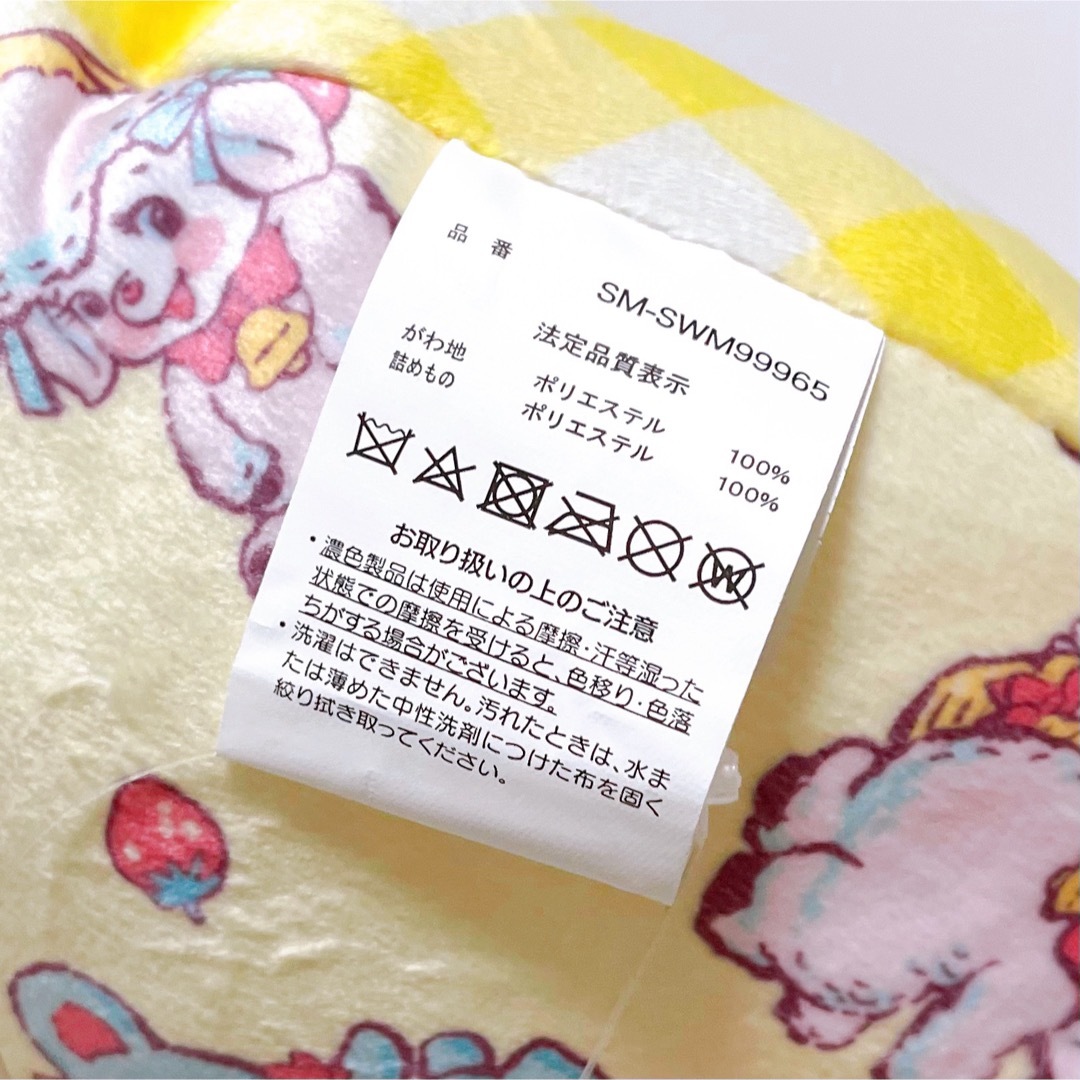 品 番
SM-SWM99965
法定品質表示
がわ地 ポリエステル 100%
詰めもの ポリエステル 100%
W
お取り扱いの上のご注意
・濃色製品は使用による摩擦・汗等湿った
状態での摩擦を受けると、色移り・色落
ちがする場合がございます。
・洗濯はできません。汚れたときは、水ま
たは薄めた中性洗剤につけた布を固く
絞り拭き取ってください。